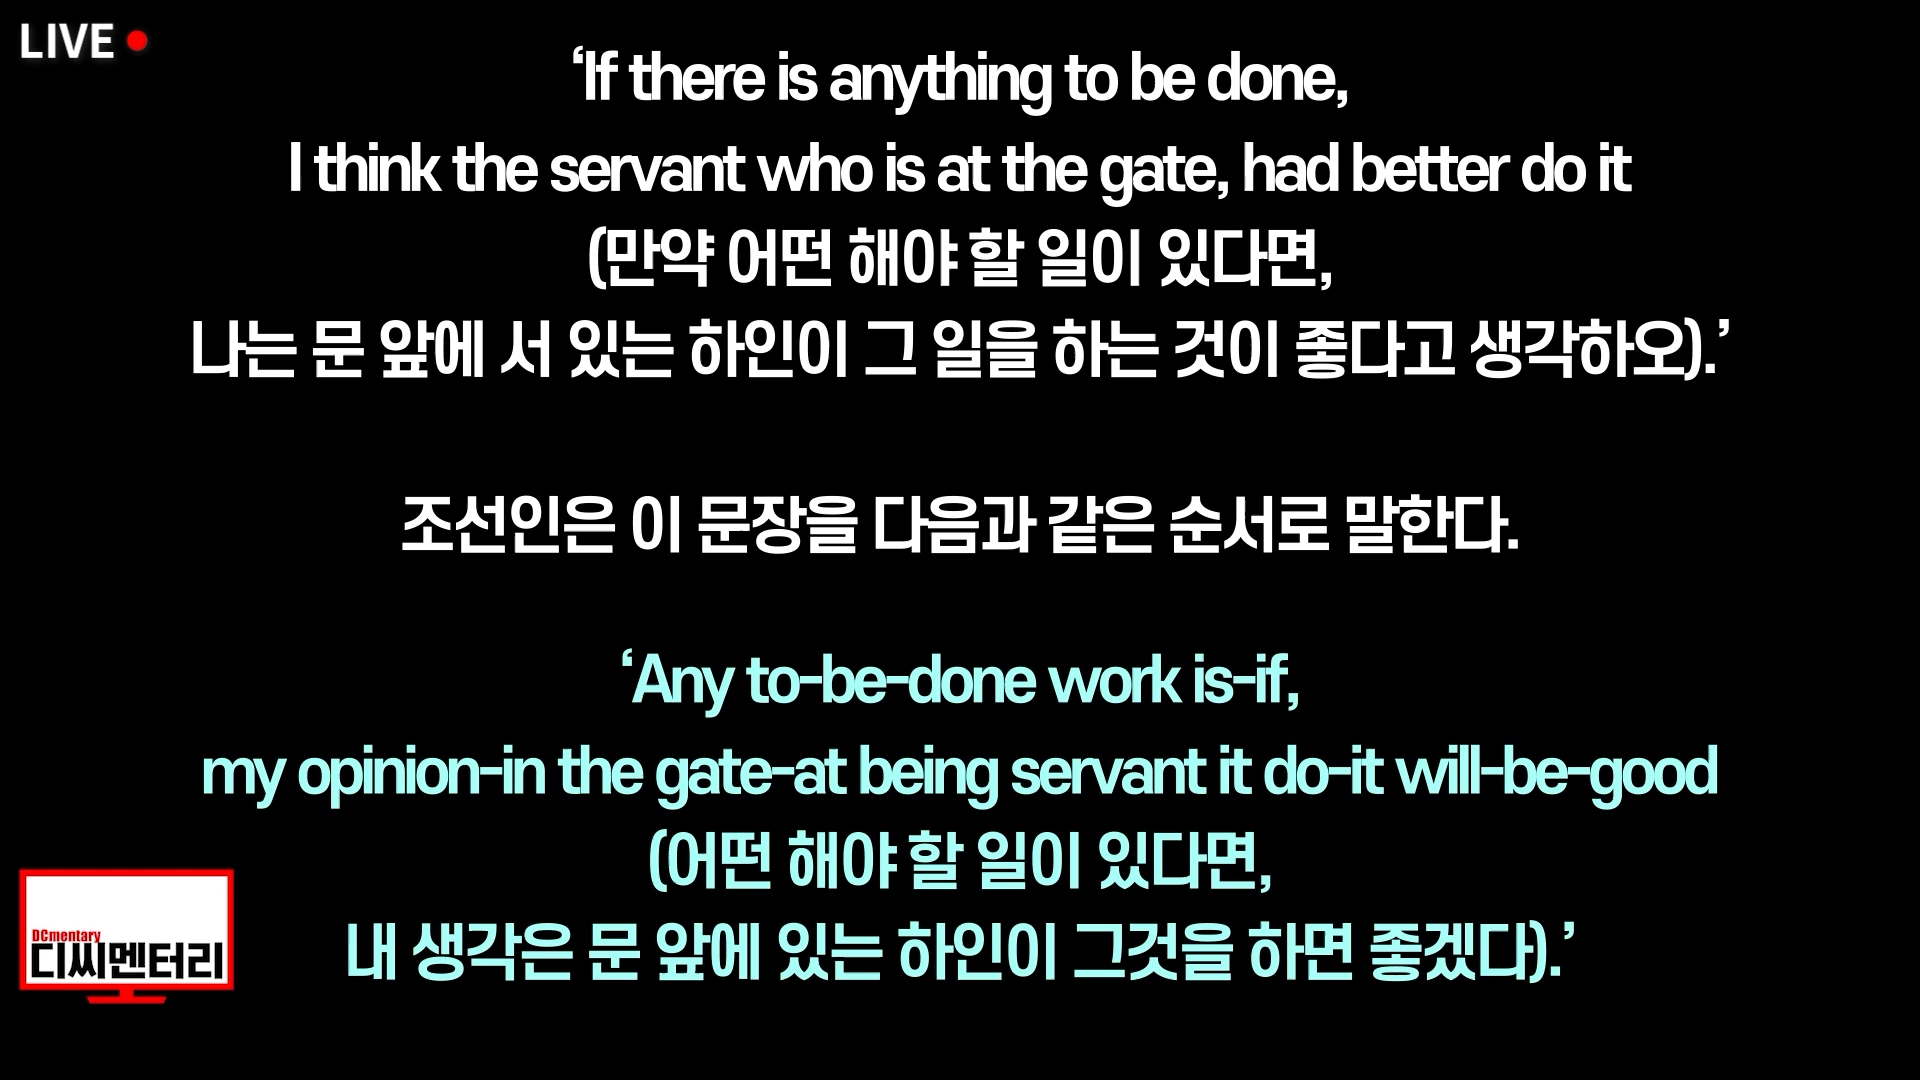 LIVE
‘If there is anything to be done,
I think the servant who is at the gate, had better do it
(만약 어떤 해야 할 일이 있다면,
나는 문 앞에 서 있는 하인이 그 일을 하는 것이 좋다고 생각하오).’
조선인은 이 문장을 다음과 같은 순서로 말한다.
‘Any to-be-done work is-if,
my opinion-in the gate-at being servant it do-it will-be-good
(어떤 해야 할 일이 있다면,
내 생각은 문 앞에 있는 하인이 그것을 하면 좋겠다).’
DCmentary
디씨멘터리